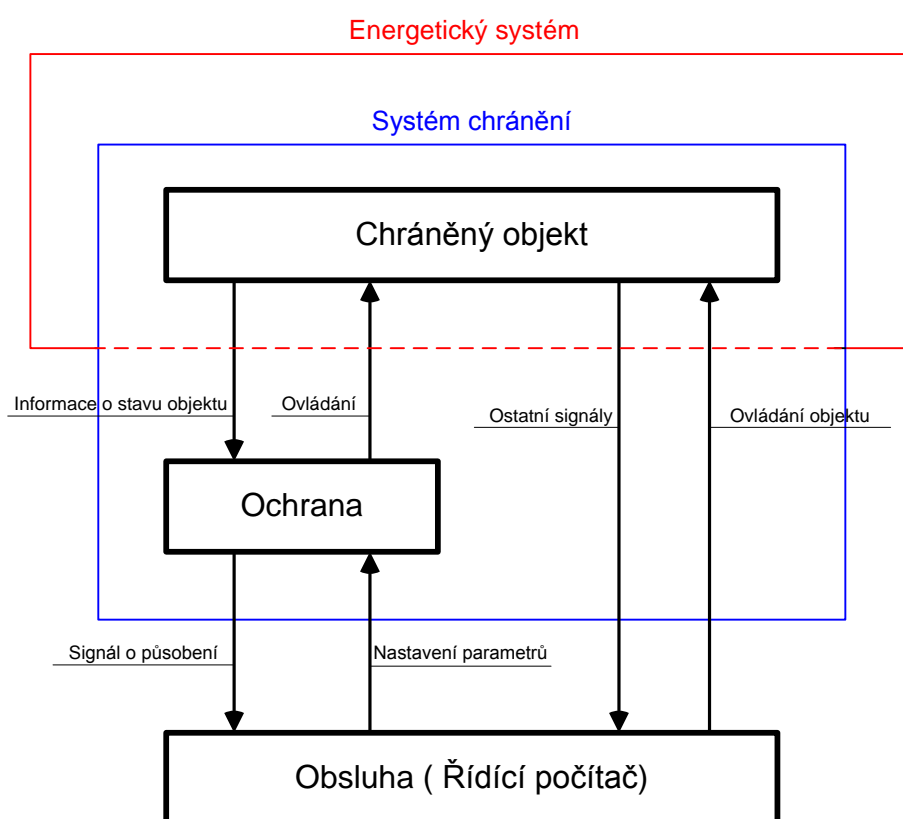 Energetický systém
Systém chránění
Chráněný objekt
Informace o stavu objektu
Ovládání
Ostatní signály
Ovládání objektu
Ochrana
Signál o působení
Nastavení parametrů
Obsluha ( Řídící počítač)